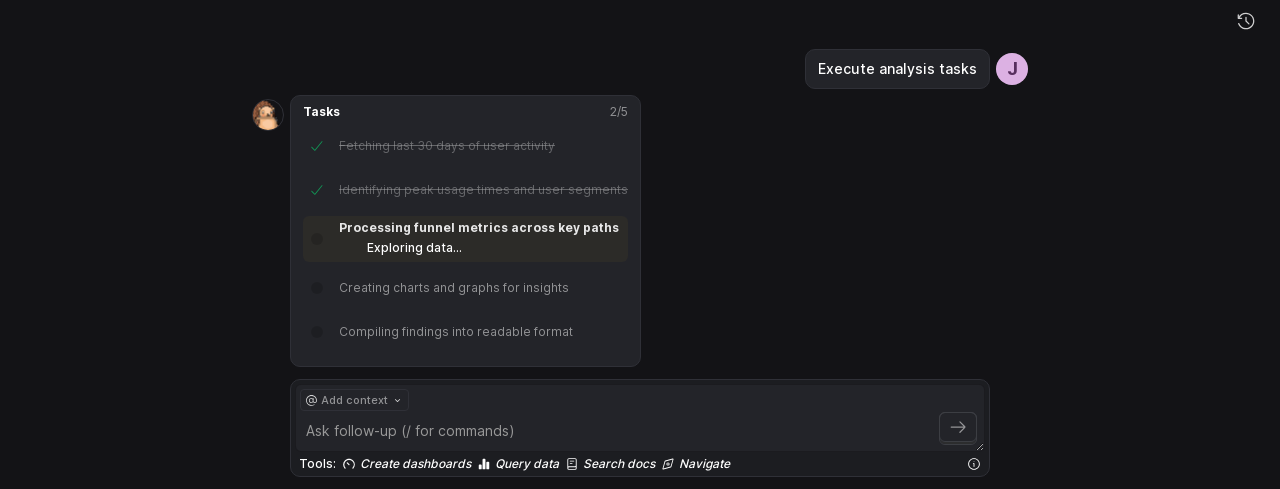 Execute analysis tasks
J
Tasks
2/5
Fetching last 30 days of user activity
Identifying peak usage times and user segments
Processing funnel metrics across key paths
Exploring data...
Creating charts and graphs for insights
Compiling findings into readable format
@ Add context
Ask follow-up (/ for commands)
Tools: Create dashboards Query data Search docs Navigate